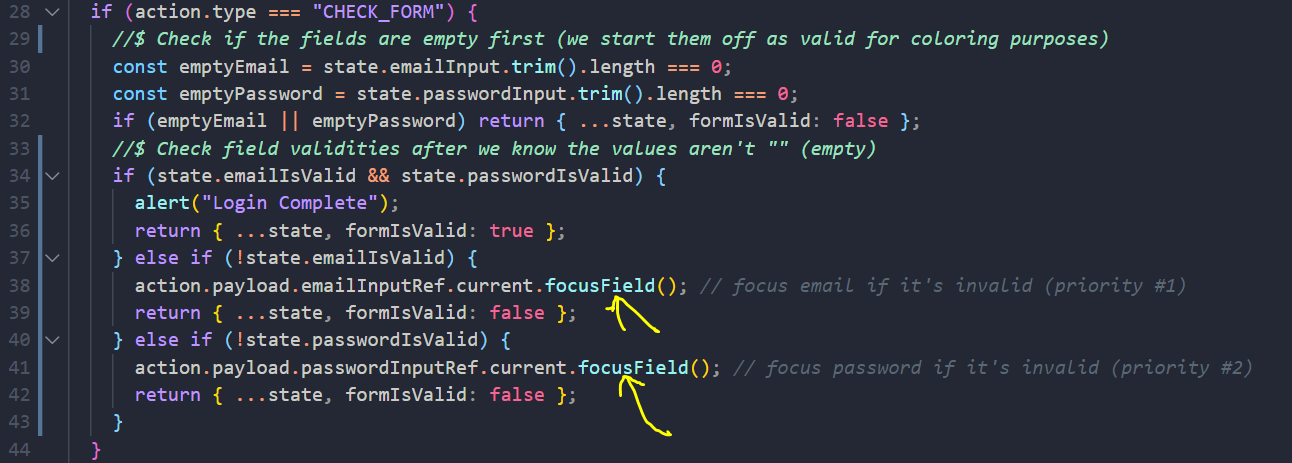 28 if (action.type === "CHECK_FORM") {
29 //$ Check if the fields are empty first (we start them off as valid for coloring purposes)
30 const emptyEmail = state.emailInput.trim().length === 0;
31 const emptyPassword = state.passwordInput.trim().length === 0;
32 if (emptyEmail || emptyPassword) return { ...state, formIsValid: false };
33 //$ Check field validities after we know the values aren't "" (empty)
34 if (state.emailIsValid && state.passwordIsValid) {
35 alert("Login Complete");
36 return { ...state, formIsValid: true };
37 } else if (!state.emailIsValid) {
38 action.payload.emailInputRef.current.focusField(); // focus email if it's invalid (priority #1)
39 return { ...state, formIsValid: false };
40 } else if (!state.passwordIsValid) {
41 action.payload.passwordInputRef.current.focusField(); // focus password if it's invalid (priority #2)
42 return { ...state, formIsValid: false };
43 }
44 }